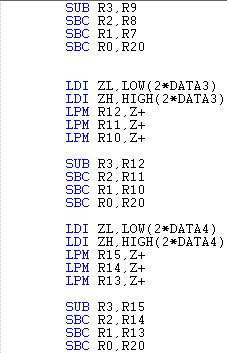 SUB R3,R9
SBC R2,R8
SBC R1,R7
SBC R0,R20
LDI ZL,LOW(2*DATA3)
LDI ZH,HIGH(2*DATA3)
LPM R12,Z+
LPM R11,Z+
LPM R10,Z+
SUB R3,R12
SBC R2,R11
SBC R1,R10
SBC R0,R20
LDI ZL,LOW(2*DATA4)
LDI ZH,HIGH(2*DATA4)
LPM R15,Z+
LPM R14,Z+
LPM R13,Z+
SUB R3,R15
SBC R2,R14
SBC R1,R13
SBC R0,R20